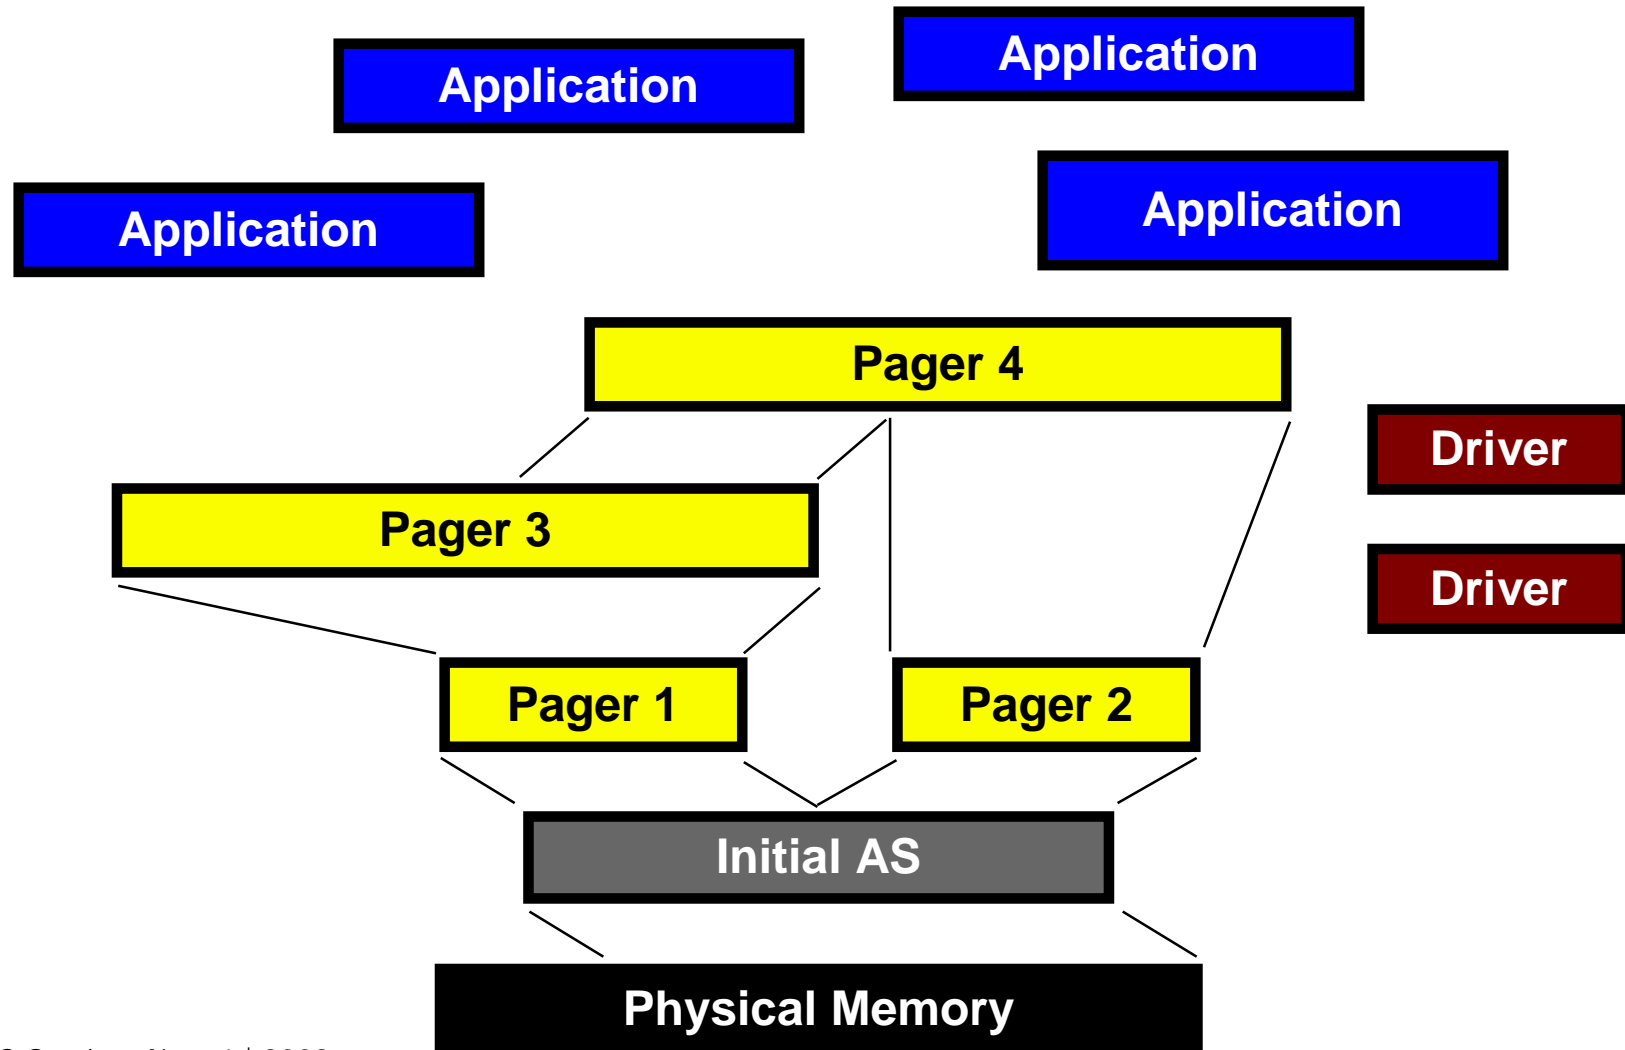 Application
Application
Application
Application
Pager 4
Driver
Pager 3
Driver
Pager 1
Pager 2
Initial AS
Physical Memory